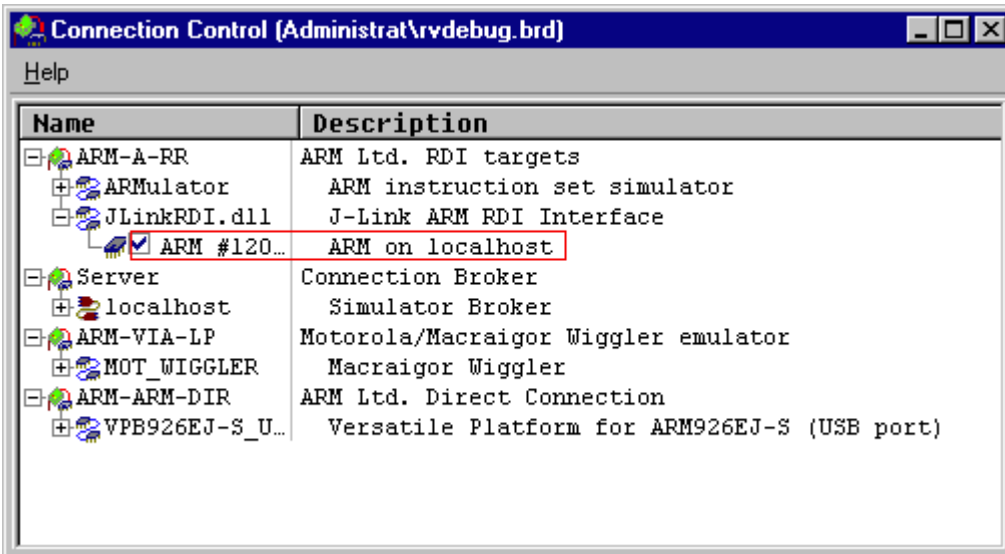 Connection Control (Administrat\rvdebug.brd)
Help
Name Description
ARM-A-RR ARM Ltd. RDI targets
ARMulator ARM instruction set simulator
JLinkRDI.dll J-Link ARM RDI Interface
ARM #120… ARM on localhost
Server Connection Broker
localhost Simulator Broker
ARM-VIA-LP Motorola/Macraigor Wiggler emulator
MOT_WIGGLER Macraigor Wiggler
ARM-ARM-DIR ARM Ltd. Direct Connection
VPB926EJ-S_U… Versatile Platform for ARM926EJ-S (USB port)